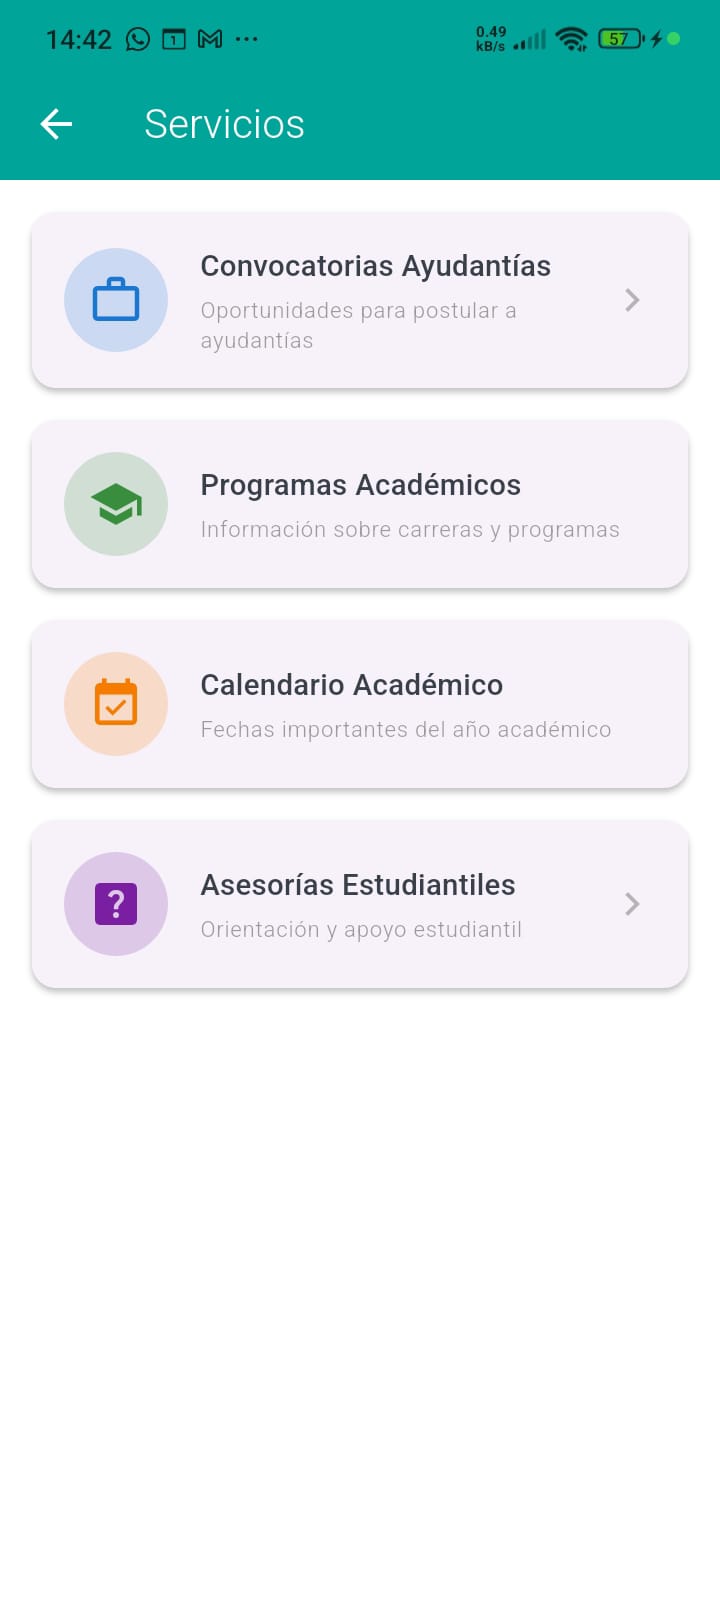 14:42
0.49
kB/s
57
Servicios
Convocatorias Ayudantías
Oportunidades para postular a
ayudantías
Programas Académicos
Información sobre carreras y programas
Calendario Académico
Fechas importantes del año académico
?
Asesorías Estudiantiles
Orientación y apoyo estudiantil